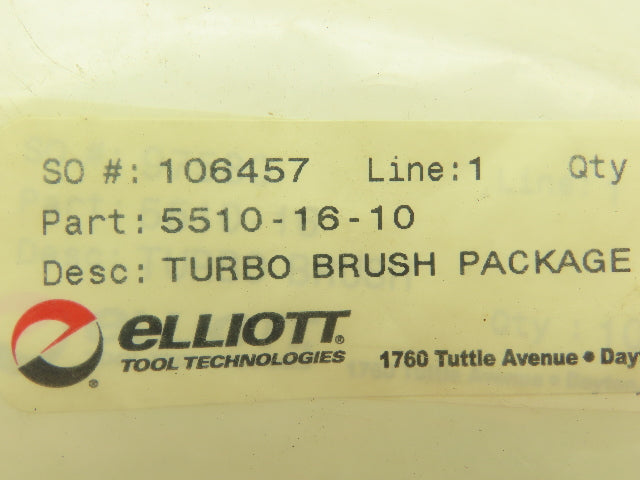 SO #: 106457 Line: 1 Qty
Part: 5510-16-10
Desc: TURBO BRUSH PACKAGE
ELLIOTT®
TOOL TECHNOLOGIES
1760 Tuttle Avenue • Day
®